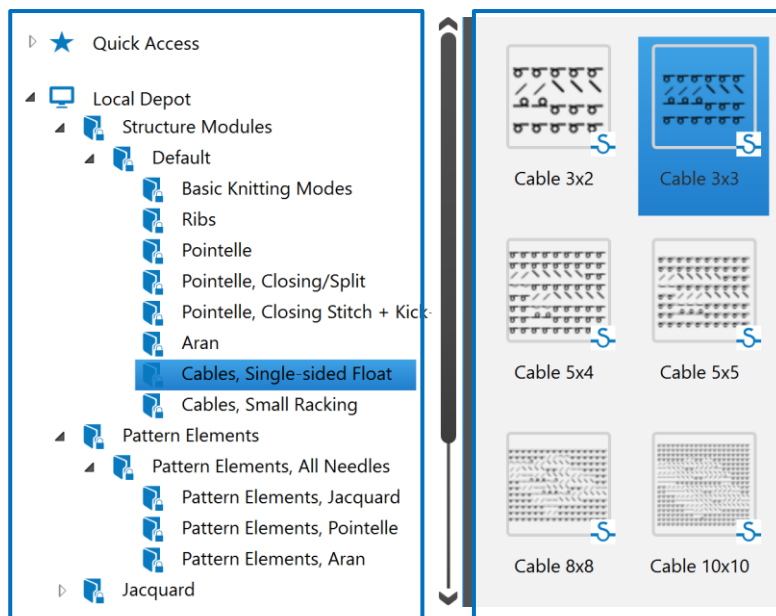 Quick Access
Local Depot
Structure Modules
Default
Basic Knitting Modes
Ribs
Pointelle
Pointelle, Closing/Split
Pointelle, Closing Stitch + Kick-
Aran
Cables, Single-sided Float
Cables, Small Racking
Pattern Elements
Pattern Elements, All Needles
Pattern Elements, Jacquard
Pattern Elements, Pointelle
Pattern Elements, Aran
Jacquard
Cable 3x2
Cable 3x3
Cable 5x4
Cable 5x5
Cable 8x8
Cable 10x10